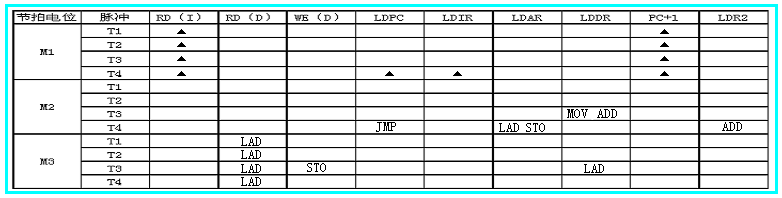 节拍电位 脉冲 RD（I） RD（D） WE（D） LDPC LDIR LDAR LDDR PC+1 LDR2
M1 T1 ▲ ▲
T2 ▲ ▲
T3 ▲ ▲
T4 ▲ ▲ ▲ ▲
M2 T1
T2
T3 MOV ADD
T4 JMP LAD STO ADD
M3 T1 LAD
T2 LAD
T3 LAD STO LAD
T4 LAD